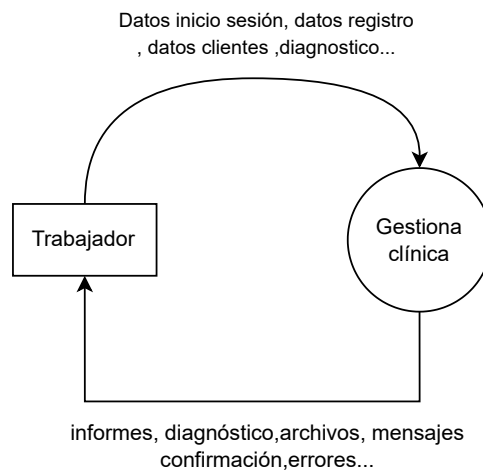 Datos inicio sesión, datos registro
, datos clientes ,diagnostico...
Trabajador
Gestiona
clínica
informes, diagnóstico,archivos, mensajes
confirmación,errores...